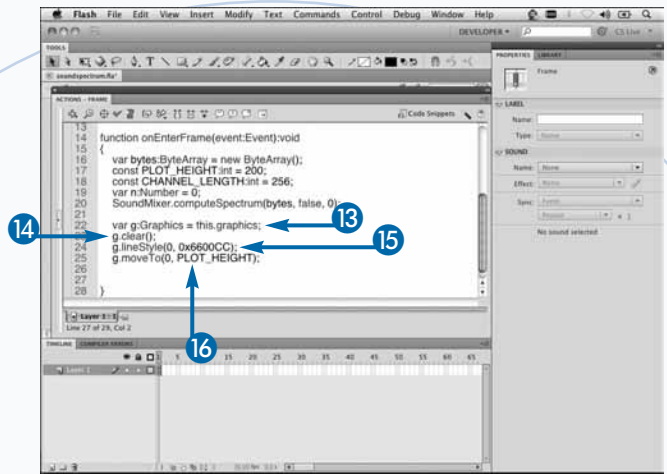 Flash File Edit View Insert Modify Text Commands Control Debug Window Help
DEVELOPER
CS Live
TOOLS
soundspectrum.fla*
ACTIONS - FRAME
Code Snippets
13
14 function onEnterFrame(event:Event):void
15 {
16 var bytes:ByteArray = new ByteArray();
17 const PLOT_HEIGHT:int = 200;
18 const CHANNEL_LENGTH:int = 256;
19 var n:Number = 0;
20 SoundMixer.computeSpectrum(bytes, false, 0);
21
22 var g:Graphics = this.graphics;
23 g.clear();
24 g.lineStyle(0, 0x6600CC);
25 g.moveTo(0, PLOT_HEIGHT);
26
27
28 }
13
14
15
16
Layer 1 : 1
Line 27 of 29, Col 2
TIMELINE COMPILER ERRORS
1 5 10 15 20 25 30 35 40 45 50 55 60 65
Layer 1
PROPERTIES LIBRARY
Frame
LABEL
Name:
Type: Name
SOUND
Name: None
Effect: None
Sync: Event
Repeat x 1
No sound selected